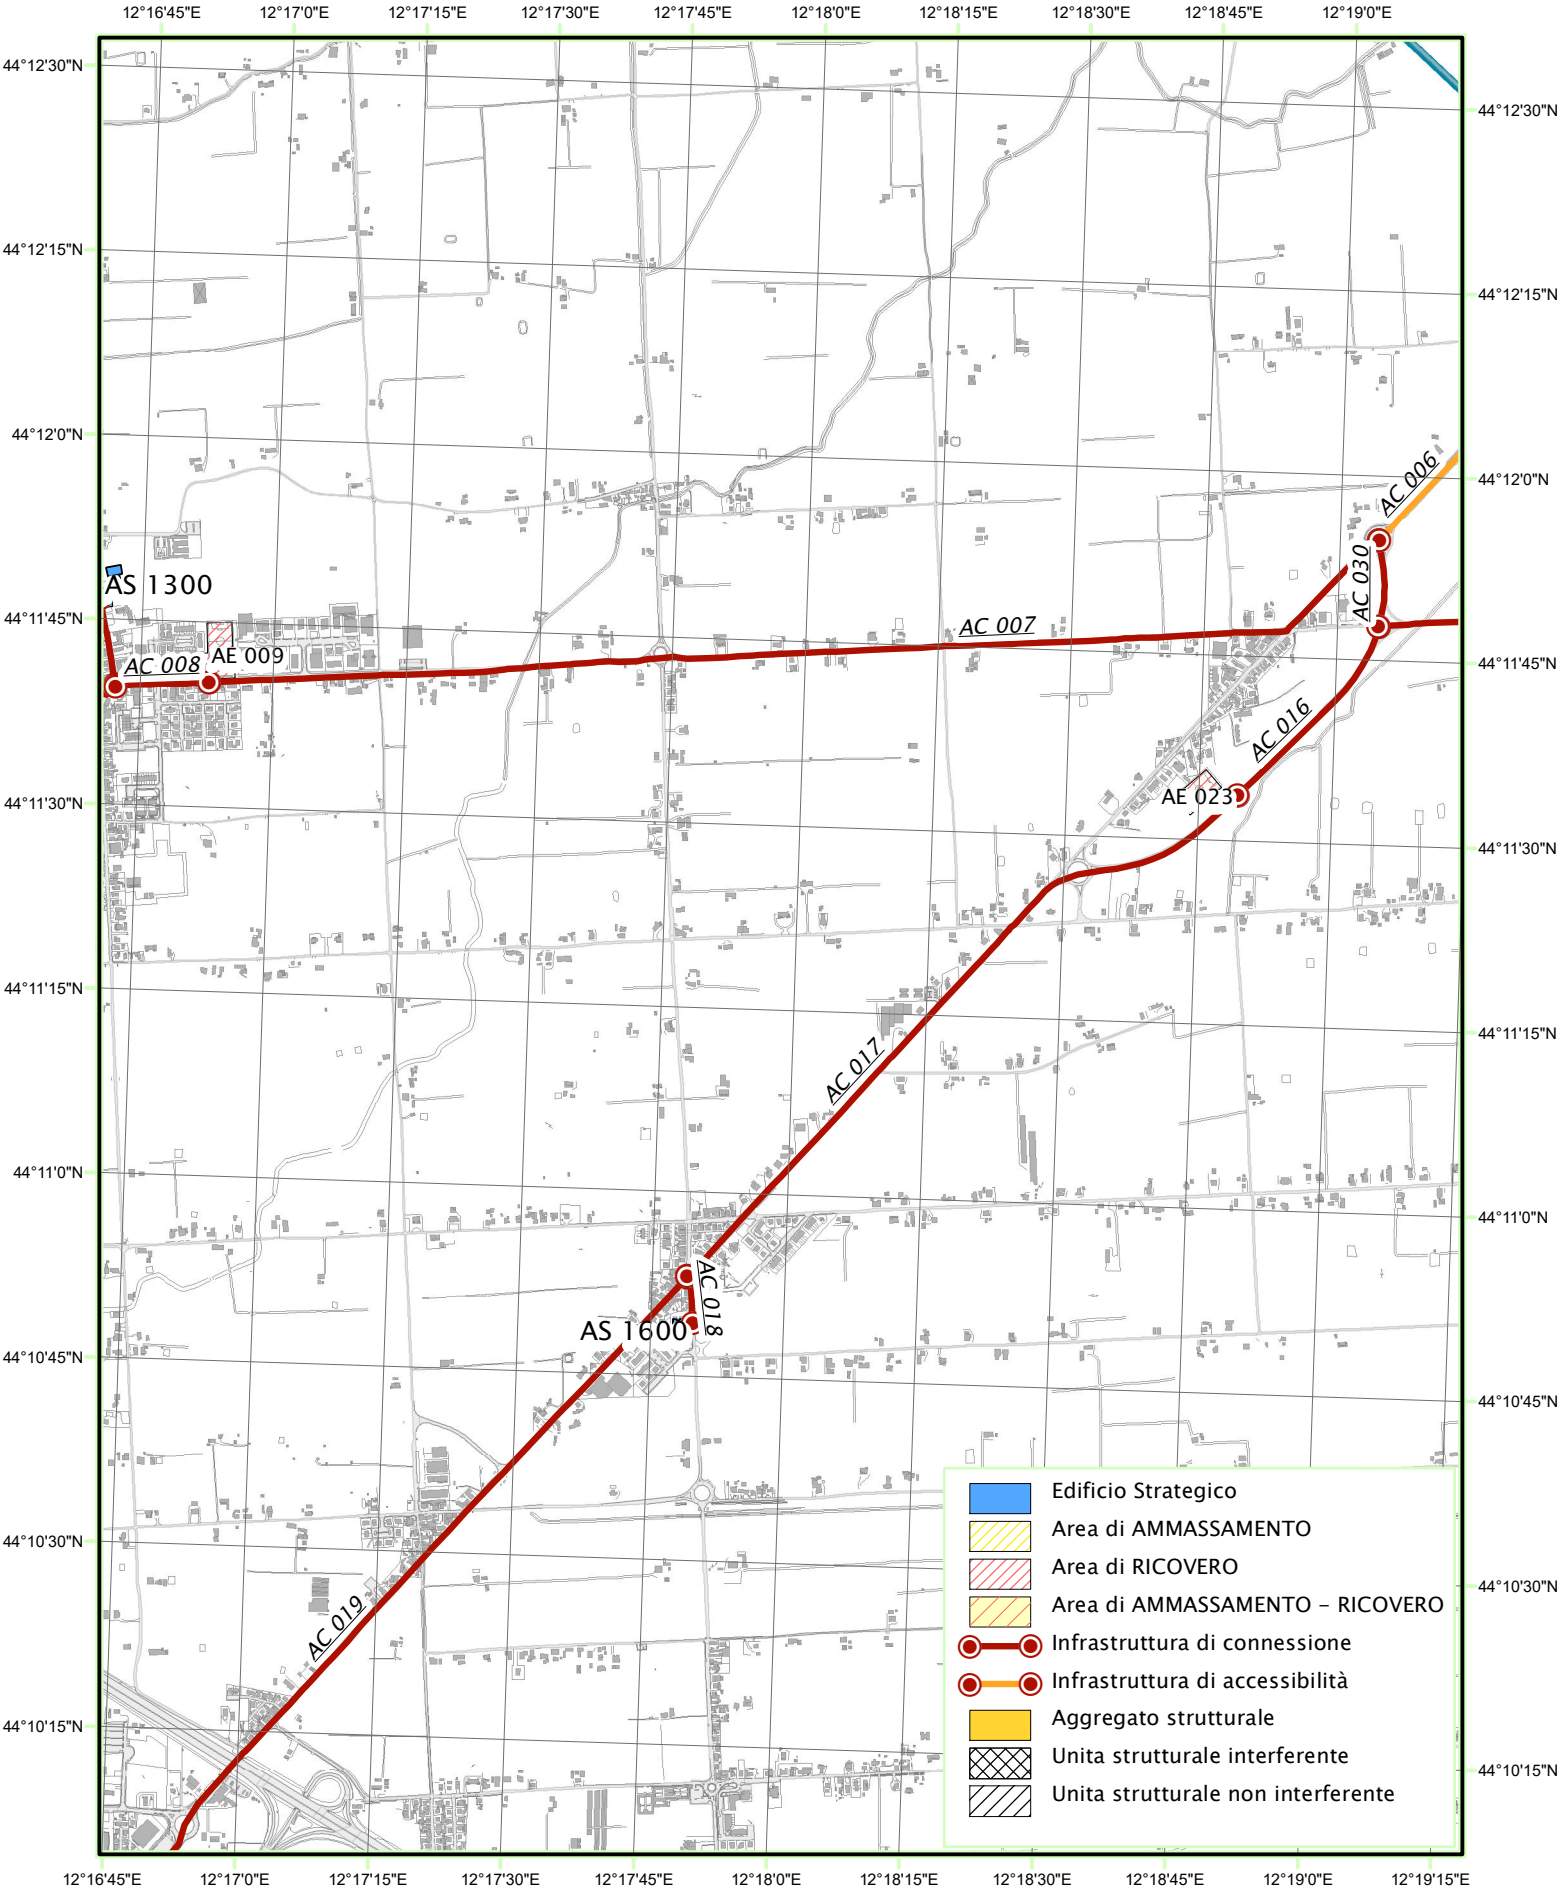 12°16'45"E 12°17'0"E 12°17'15"E 12°17'30"E 12°17'45"E 12°18'0"E 12°18'15"E 12°18'30"E 12°18'45"E 12°19'0"E
44°12'30"N
44°12'30"N
44°12'15"N
44°12'15"N
44°12'0"N
AC 006
44°12'0"N
AS 1300
AC 030
44°11'45"N
AC 007
AC 008
AE 009
44°11'45"N
AC 016
AE 023
44°11'30"N
44°11'30"N
44°11'15"N
44°11'15"N
AC 017
44°11'0"N
44°11'0"N
AC 018
AS 1600
44°10'45"N
44°10'45"N
Edificio Strategico
Area di AMMASSAMENTO
44°10'30"N
Area di RICOVERO
44°10'30"N
Area di AMMASSAMENTO - RICOVERO
AC 019
Infrastruttura di connessione
Infrastruttura di accessibilità
Aggregato strutturale
44°10'15"N
Unita strutturale interferente
44°10'15"N
Unita strutturale non interferente
12°16'45"E 12°17'0"E 12°17'15"E 12°17'30"E 12°17'45"E 12°18'0"E 12°18'15"E 12°18'30"E 12°18'45"E 12°19'0"E 12°19'15"E